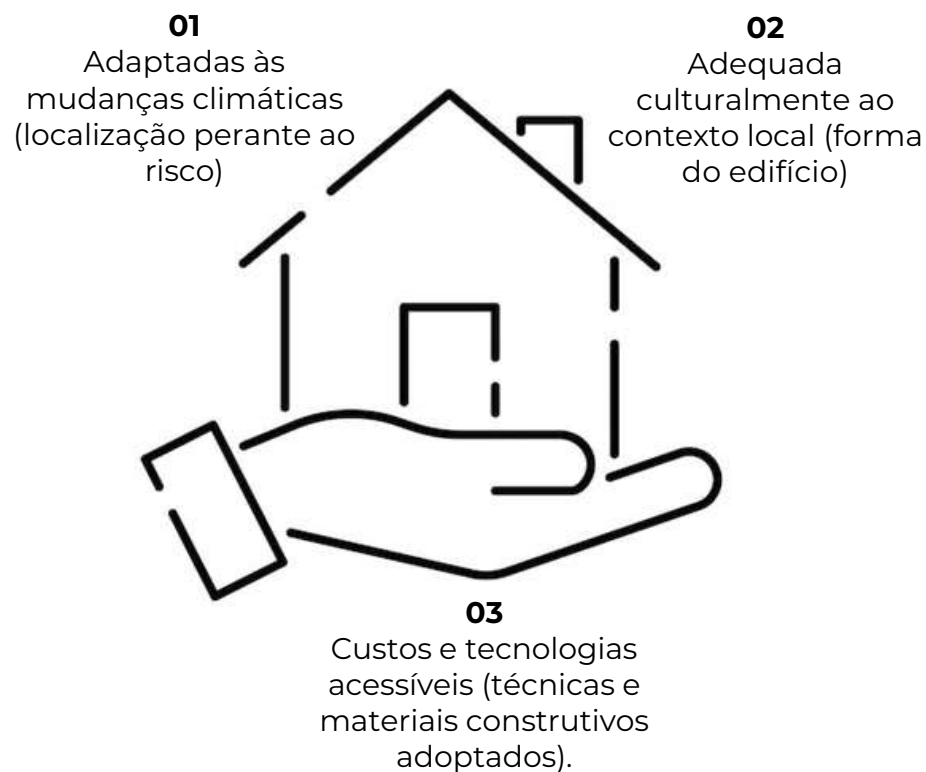 01
Adaptadas às
mudanças climáticas
(localização perante ao
risco)
02
Adequada
culturalmente ao
contexto local (forma
do edifício)
03
Custos e tecnologias
acessíveis (técnicas e
materiais construtivos
adoptados).